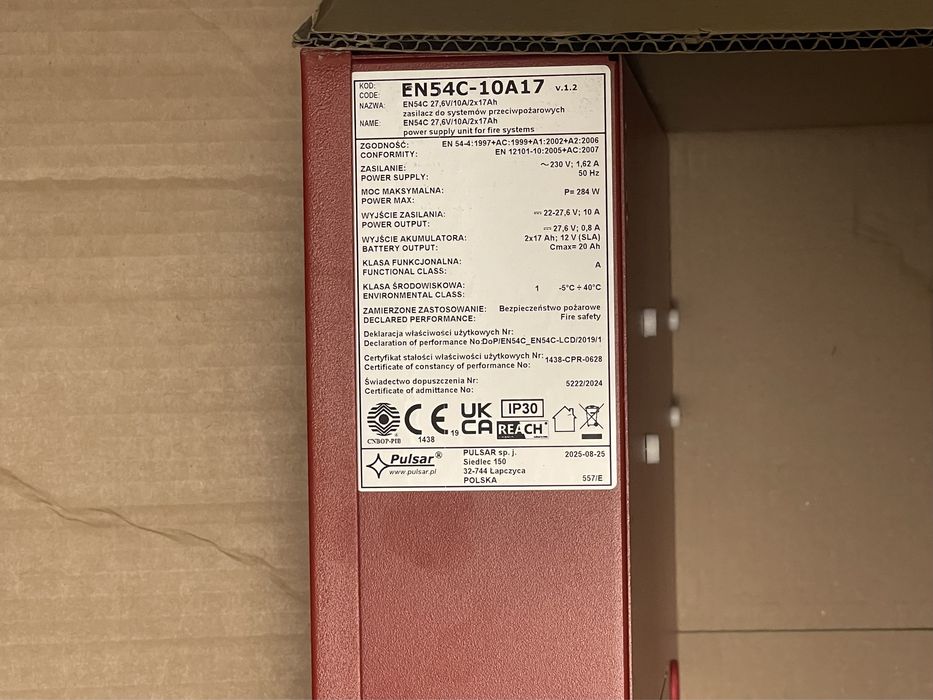 KOD: EN54C-10A17 v.1.2
CODE:
NAZWA: EN54C 27,6V/10A/2x17Ah
zasilacz do systemów przeciwpożarowych
NAME: EN54C 27,6V/10A/2x17Ah
power supply unit for fire systems
ZGODNOŚĆ: EN 54-4:1997+AC:1999+A1:2002+A2:2006
CONFORMITY: EN 12101-10:2005+AC:2007
ZASILANIE: ~230 V; 1,62 A
POWER SUPPLY: 50 Hz
MOC MAKSYMALNA: P= 284 W
POWER MAX:
WYJŚCIE ZASILANIA: ⎓ 22-27,6 V; 10 A
POWER OUTPUT:
⎓ 27,6 V; 0,8 A
WYJŚCIE AKUMULATORA: 2x17 Ah; 12 V (SLA)
BATTERY OUTPUT: Cmax= 20 Ah
KLASA FUNKCJONALNA: A
FUNCTIONAL CLASS:
KLASA ŚRODOWISKOWA: 1 -5°C ÷ 40°C
ENVIRONMENTAL CLASS:
ZAMIERZONE ZASTOSOWANIE: Bezpieczeństwo pożarowe
DECLARED PERFORMANCE: Fire safety
Deklaracja właściwości użytkowych Nr:
Declaration of performance No:DoP/EN54C_EN54C-LCD/2019/1
Certyfikat stałości właściwości użytkowych Nr: 1438-CPR-0628
Certificate of constancy of performance No:
Świadectwo dopuszczenia Nr: 5222/2024
Certificate of admittance No:
CNBOP-PIB CE 1438 19 UK CA IP30 REACH
Pulsar® PULSAR sp. j. 2025-08-25
www.pulsar.pl Siedlec 150
32-744 Łapczyca
POLSKA 557/E